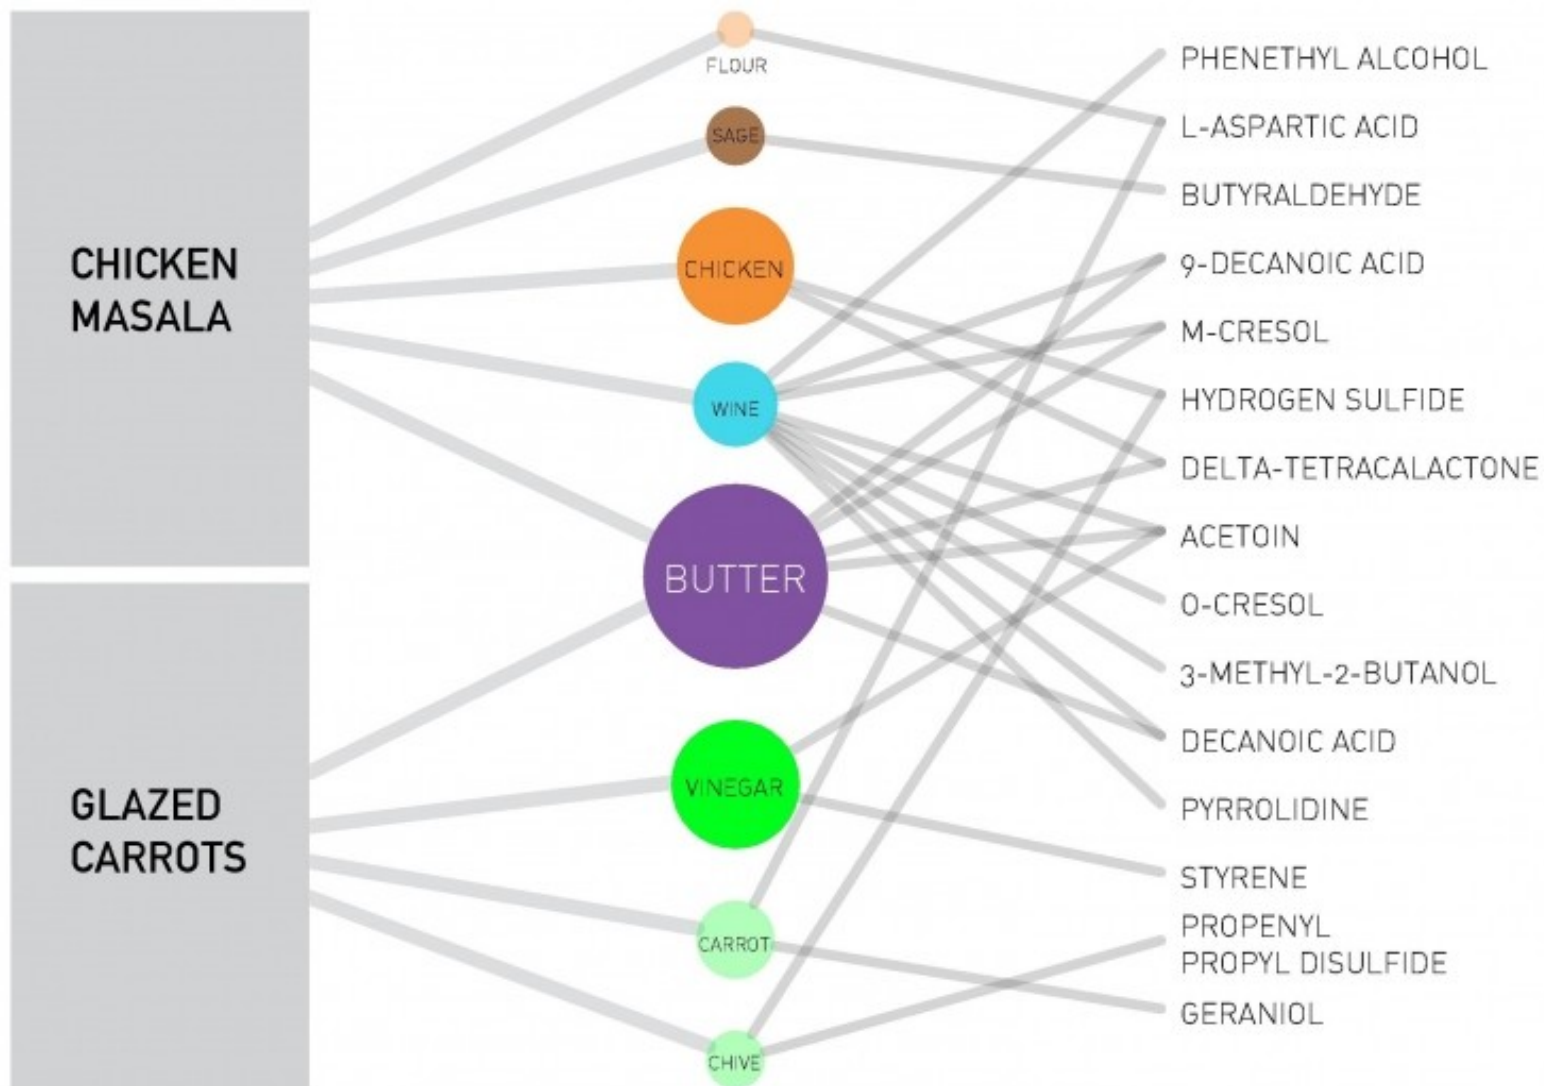 CHICKEN
MASALA
GLAZED
CARROTS
FLOUR
SAGE
CHICKEN
WINE
BUTTER
VINEGAR
CARROT
CHIVE
PHENETHYL ALCOHOL
L-ASPARTIC ACID
BUTYRALDEHYDE
9-DECANOIC ACID
M-CRESOL
HYDROGEN SULFIDE
DELTA-TETRACALACTONE
ACETOIN
O-CRESOL
3-METHYL-2-BUTANOL
DECANOIC ACID
PYRROLIDINE
STYRENE
PROPENYL
PROPYL DISULFIDE
GERANIOL